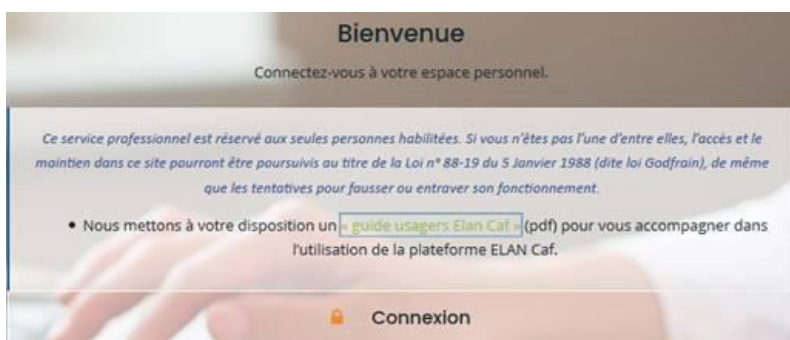 Bienvenue
Connectez-vous à votre espace personnel.
Ce service professionnel est réservé aux seules personnes habilitées. Si vous n'êtes pas l'une d'entre elles, l'accès et le
maintien dans ce site pourront être poursuivis au titre de la Loi n° 88-19 du 5 Janvier 1988 (dite loi Godfrain), de même
que les tentatives pour fausser ou entraver son fonctionnement.
• Nous mettons à votre disposition un « guide usagers Elan Caf » (pdf) pour vous accompagner dans
l'utilisation de la plateforme ELAN Caf.
Connexion